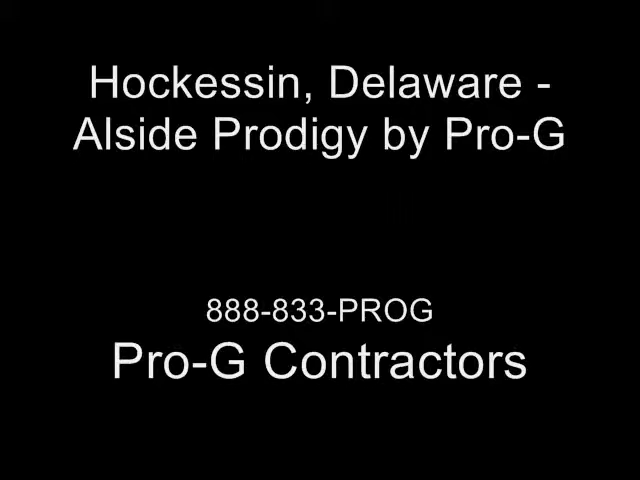 Hockessin, Delaware -
Alside Prodigy by Pro-G
888-833-PROG
Pro-G Contractors